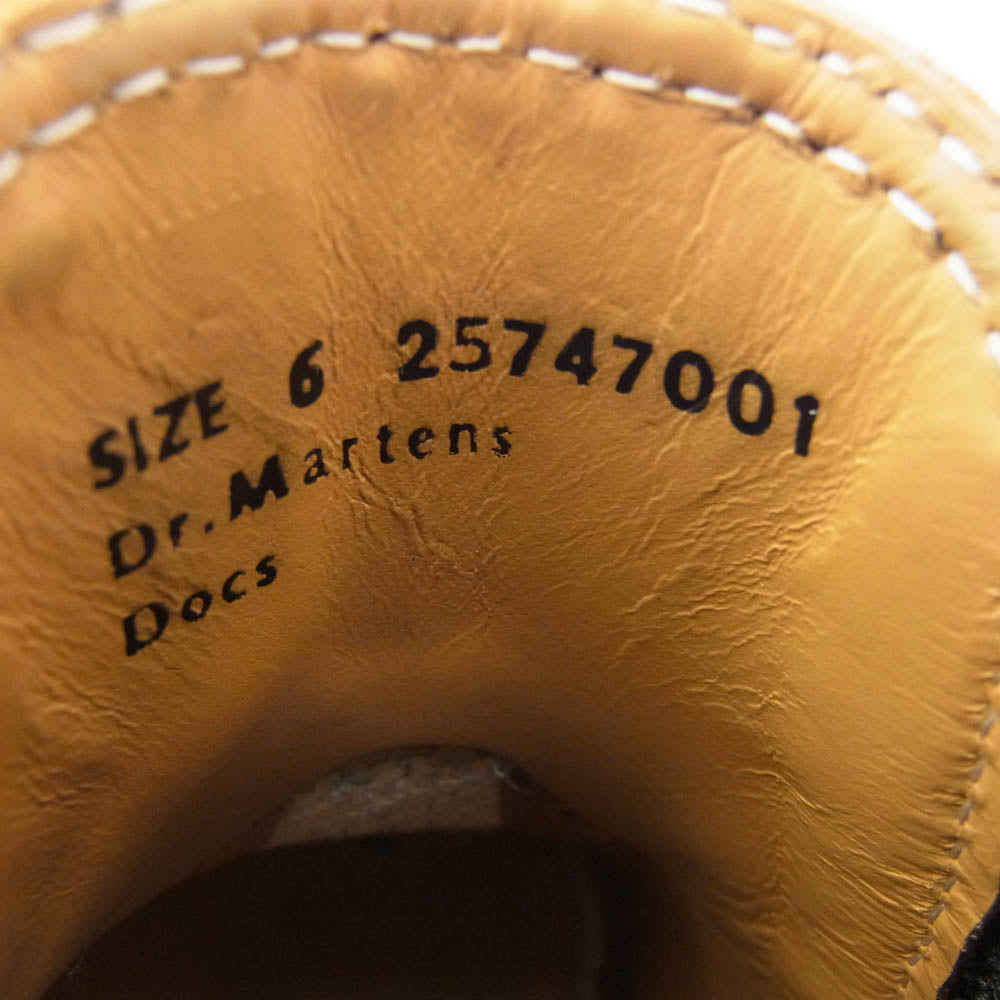 SIZE 6 25747001
Dr.Martens
Docs